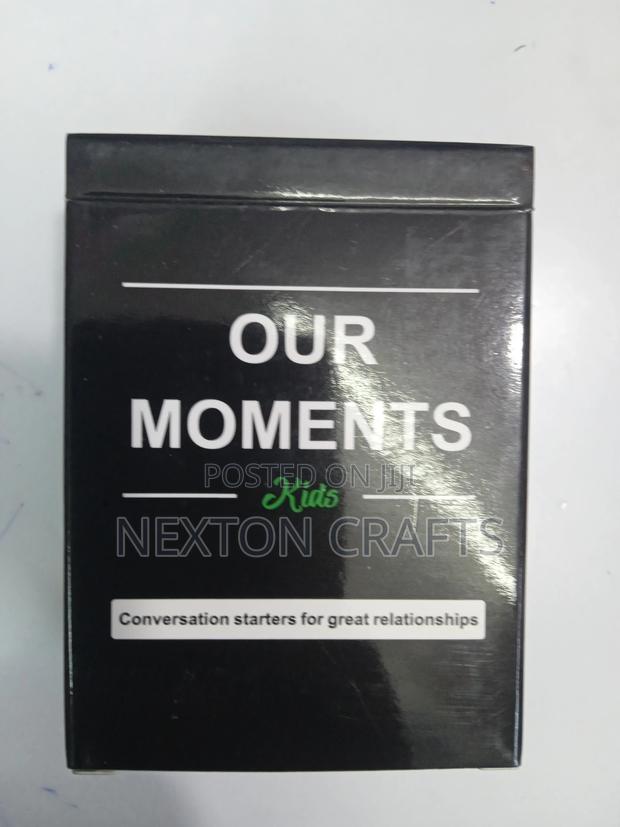 OUR
MOMENTS
POSTED ON JIJI
Kids
NEXTON CRAFTS
Conversation starters for great relationships